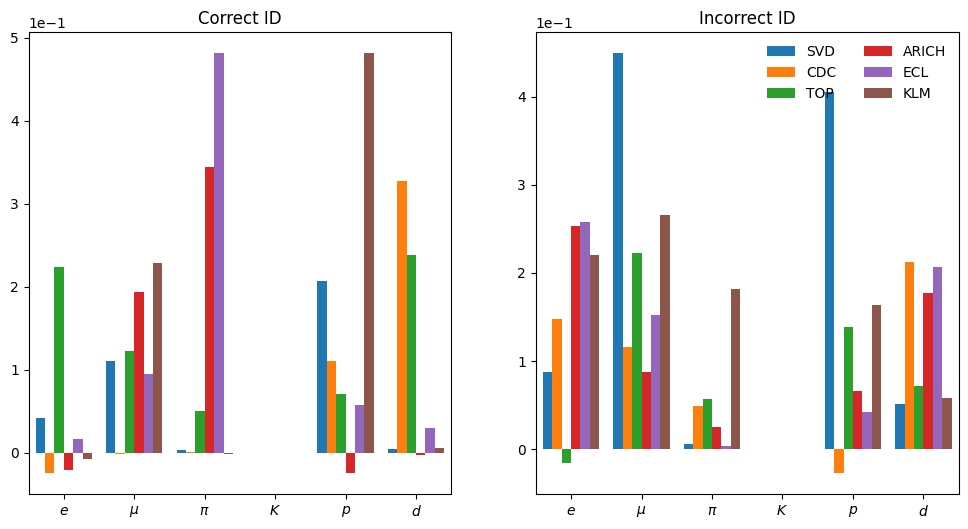 Correct ID
1e−1
5
4
3
2
1
0
e μ π K p d
Incorrect ID
1e−1
4
3
2
1
0
e μ π K p d
SVD ARICH
CDC ECL
TOP KLM